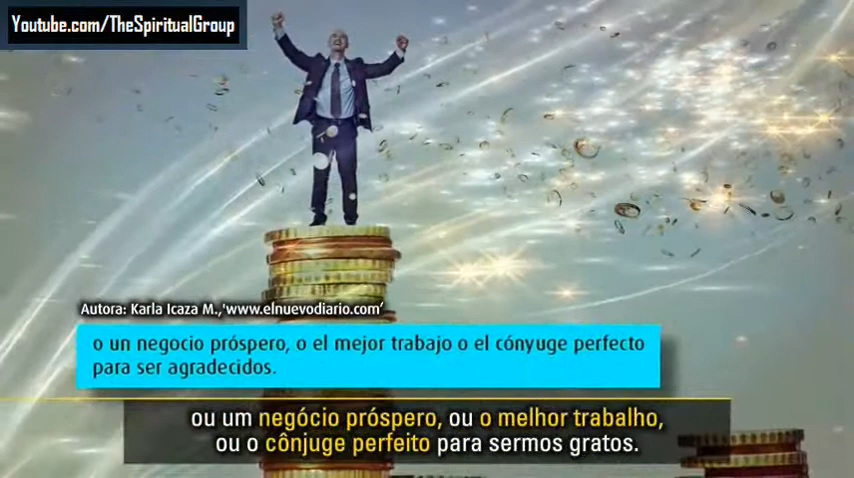 Youtube.com/TheSpiritualGroup
Autora: Karla Icaza M.,'www.elnuevodiario.com'
o un negocio próspero, o el mejor trabajo o el cónyuge perfecto
para ser agradecidos.
ou um negócio próspero, ou o melhor trabalho,
ou o cônjuge perfeito para sermos gratos.